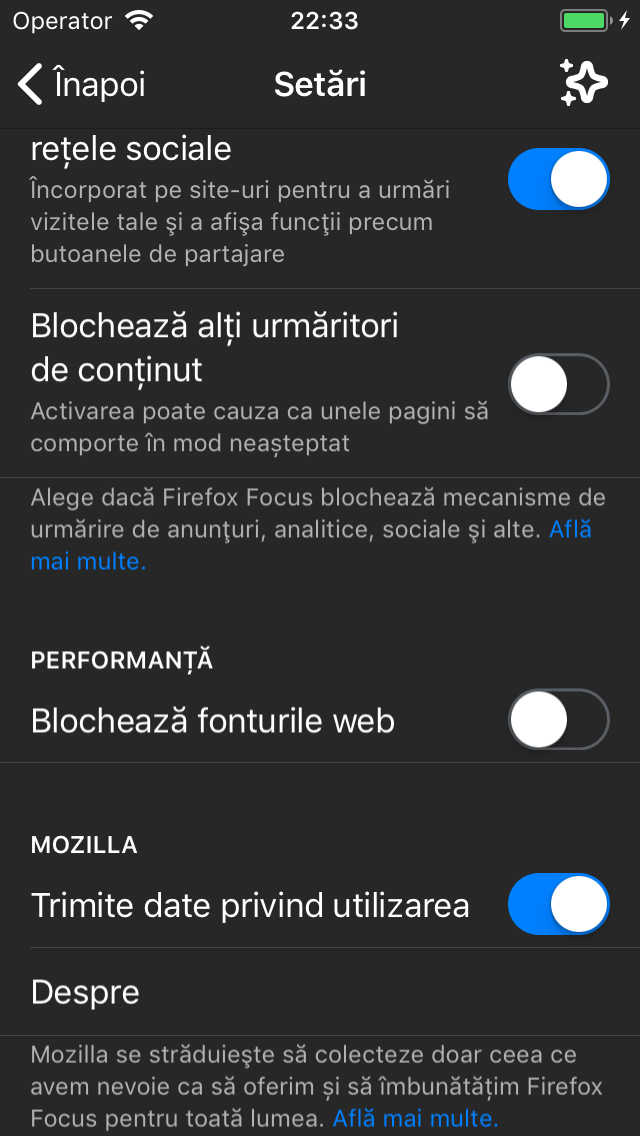 Operator 22:33
Înapoi Setări
rețele sociale
Încorporat pe site-uri pentru a urmări
vizitele tale şi a afişa funcţii precum
butoanele de partajare
Blochează alți urmăritori
de conținut
Activarea poate cauza ca unele pagini să
comporte în mod neașteptat
Alege dacă Firefox Focus blochează mecanisme de
urmărire de anunţuri, analitice, sociale şi alte. Află
mai multe.
PERFORMANȚĂ
Blochează fonturile web
MOZILLA
Trimite date privind utilizarea
Despre
Mozilla se străduieşte să colecteze doar ceea ce
avem nevoie ca să oferim și să îmbunătățim Firefox
Focus pentru toată lumea. Află mai multe.